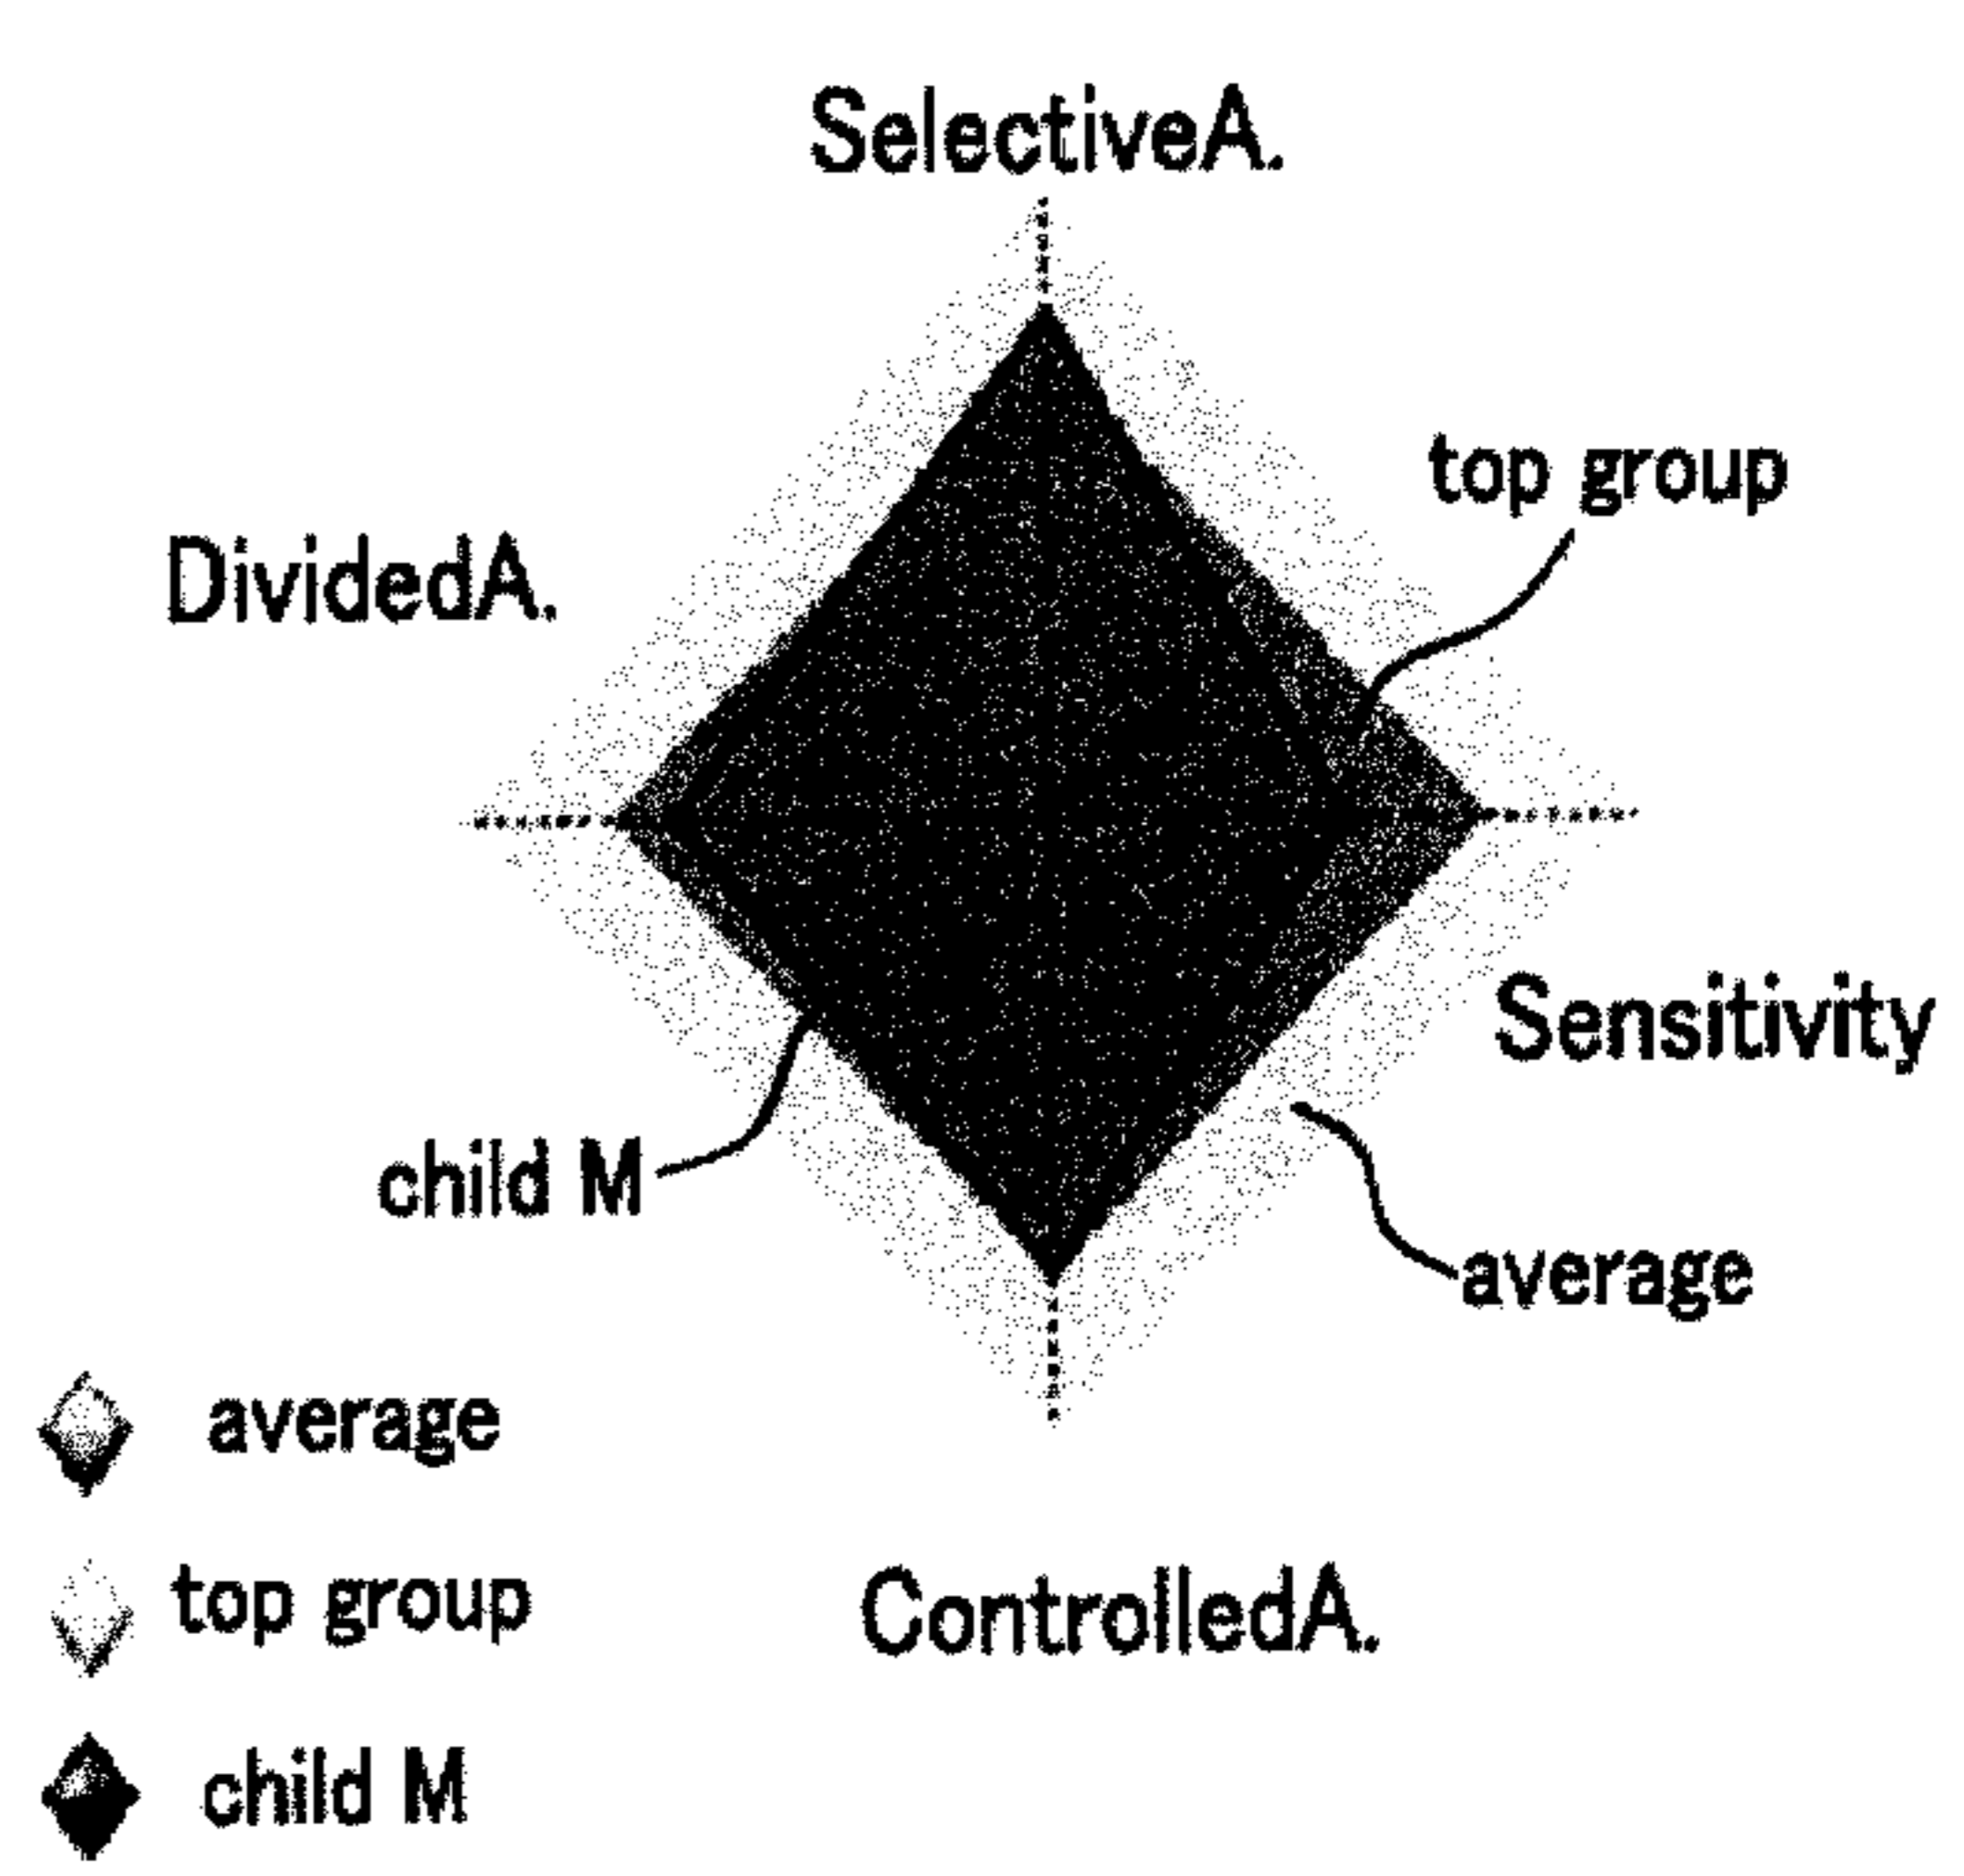 SelectiveA.
top group
DividedA.
Sensitivity
child M
average
average
top group
ControlledA.
child M